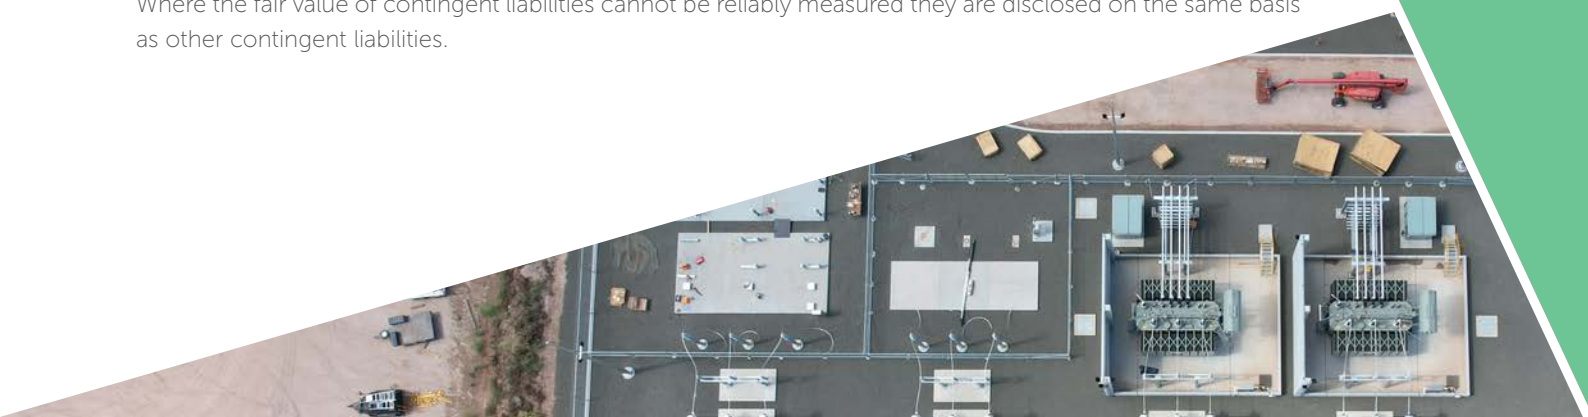 Where the fair value of contingent liabilities cannot be reliably measured they are disclosed on the same basis
as other contingent liabilities.